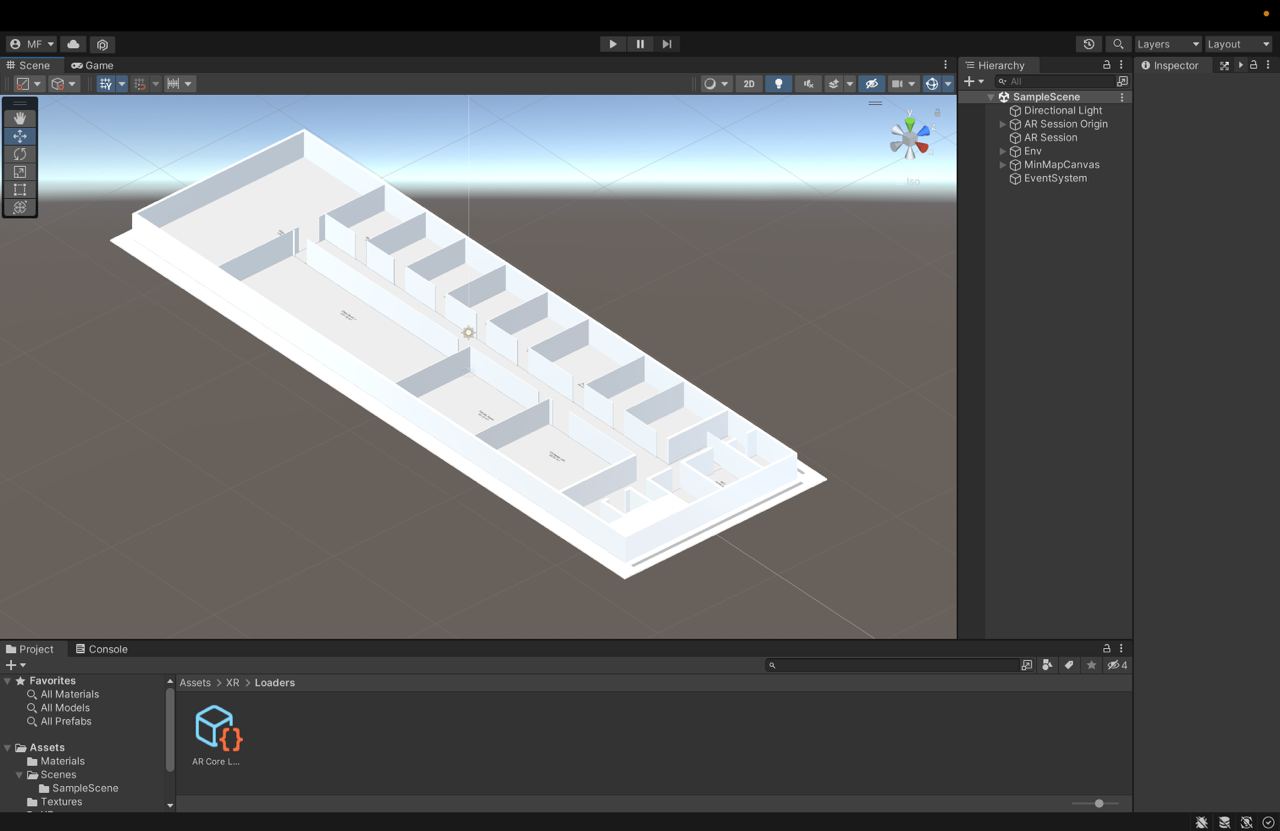 MF
Layers
Layout
Scene
Game
Hierarchy
Inspector
2D
All
SampleScene
Directional Light
AR Session Origin
AR Session
Env
MinMapCanvas
EventSystem
y
Iso
Project
Console
4
Favorites
All Materials
All Models
All Prefabs
Assets
Materials
Scenes
SampleScene
Textures
Assets > XR > Loaders
AR Core L...